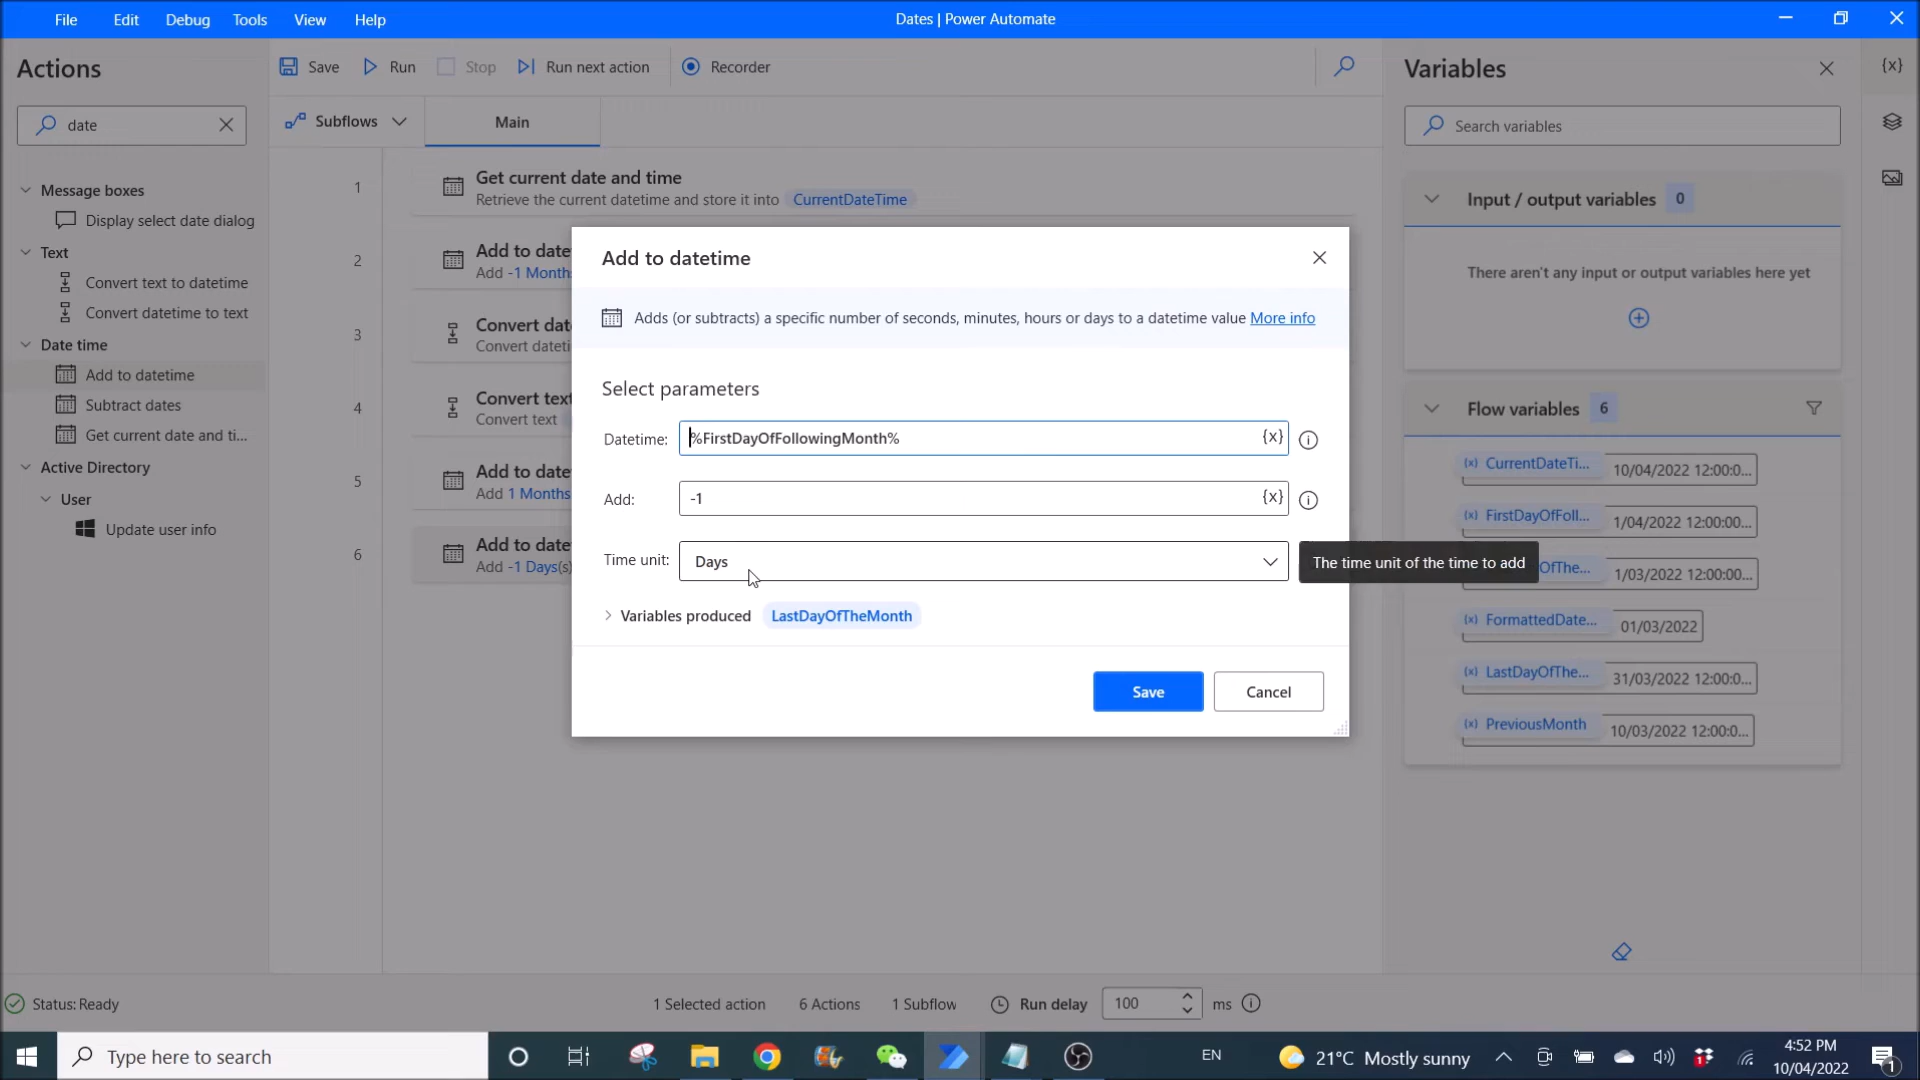 File Edit Debug Tools View Help
Dates | Power Automate
Actions
date
Message boxes
Display select date dialog
Text
Convert text to datetime
Convert datetime to text
Date time
Add to datetime
Subtract dates
Get current date and ti...
Active Directory
User
Update user info
Save Run Stop Run next action Recorder
Subflows Main
1 Get current date and time
Retrieve the current datetime and store it into CurrentDateTime
2 Add to date
Add -1 Months
3 Convert dat
Convert dateti
4 Convert text
Convert text
5 Add to date
Add 1 Months
6 Add to date
Add -1 Days(s)
Add to datetime
Adds (or subtracts) a specific number of seconds, minutes, hours or days to a datetime value More info
Select parameters
Datetime: %FirstDayOfFollowingMonth% {x}
Add: -1 {x}
Time unit: Days
The time unit of the time to add
Variables produced LastDayOfTheMonth
Save Cancel
Variables {x}
Search variables
Input / output variables 0
There aren't any input or output variables here yet
Flow variables 6
(x) CurrentDateTi... 10/04/2022 12:00:0...
(x) FirstDayOfFoll... 1/04/2022 12:00:00...
OfThe... 1/03/2022 12:00:00...
(x) FormattedDate... 01/03/2022
(x) LastDayOfThe... 31/03/2022 12:00:0...
(x) PreviousMonth 10/03/2022 12:00:0...
Status: Ready
1 Selected action 6 Actions 1 Subflow Run delay 100 ms
Type here to search
EN
21°C Mostly sunny
4:52 PM
10/04/2022
1
1